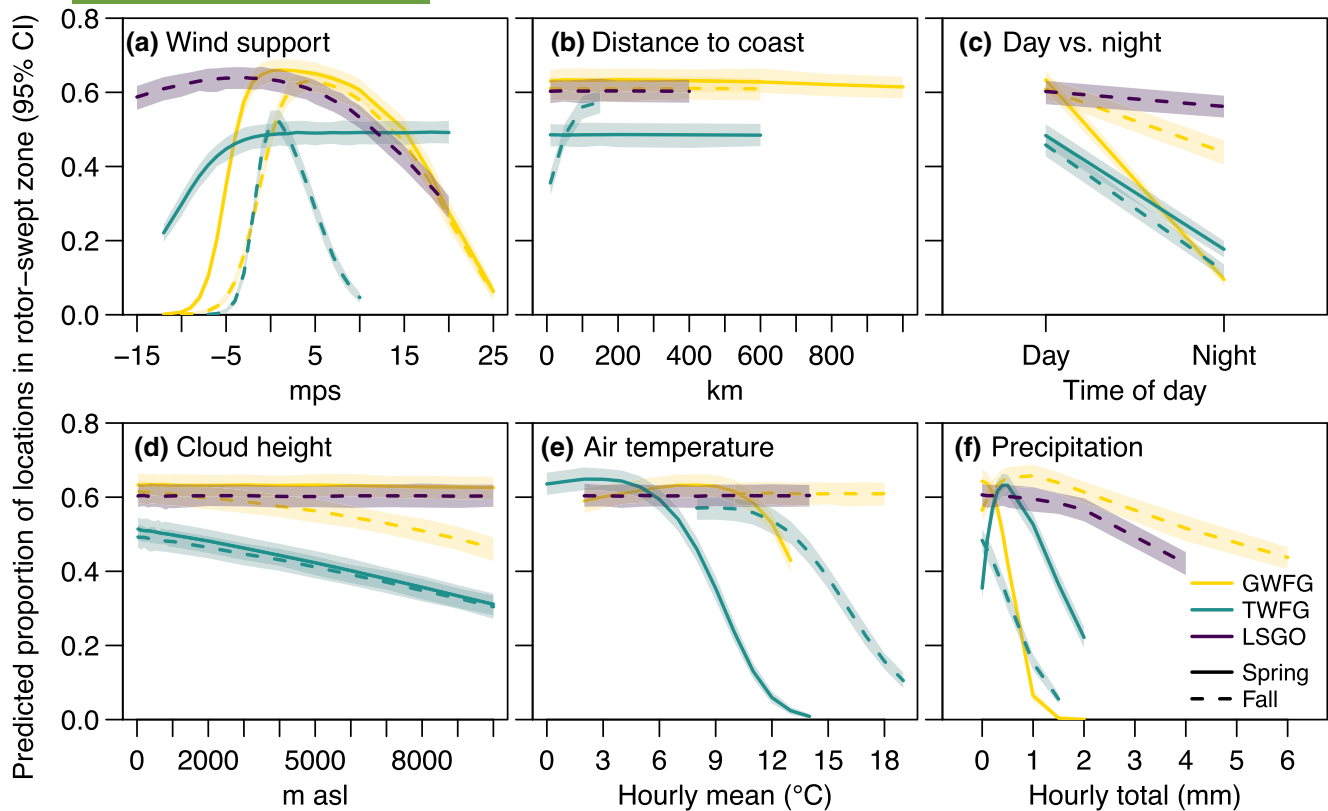 Predicted proportion of locations in rotor−swept zone (95% CI)
0.8
0.6
0.4
0.2
0.0
(a) Wind support
−15 −5 5 15 25
mps
(b) Distance to coast
0 200 400 600 800
km
(c) Day vs. night
Day Night
Time of day
0.8
0.6
0.4
0.2
0.0
(d) Cloud height
0 2000 5000 8000
m asl
(e) Air temperature
0 3 6 9 12 15 18
Hourly mean (°C)
(f) Precipitation
GWFG
TWFG
LSGO
Spring
Fall
0 1 2 3 4 5 6
Hourly total (mm)